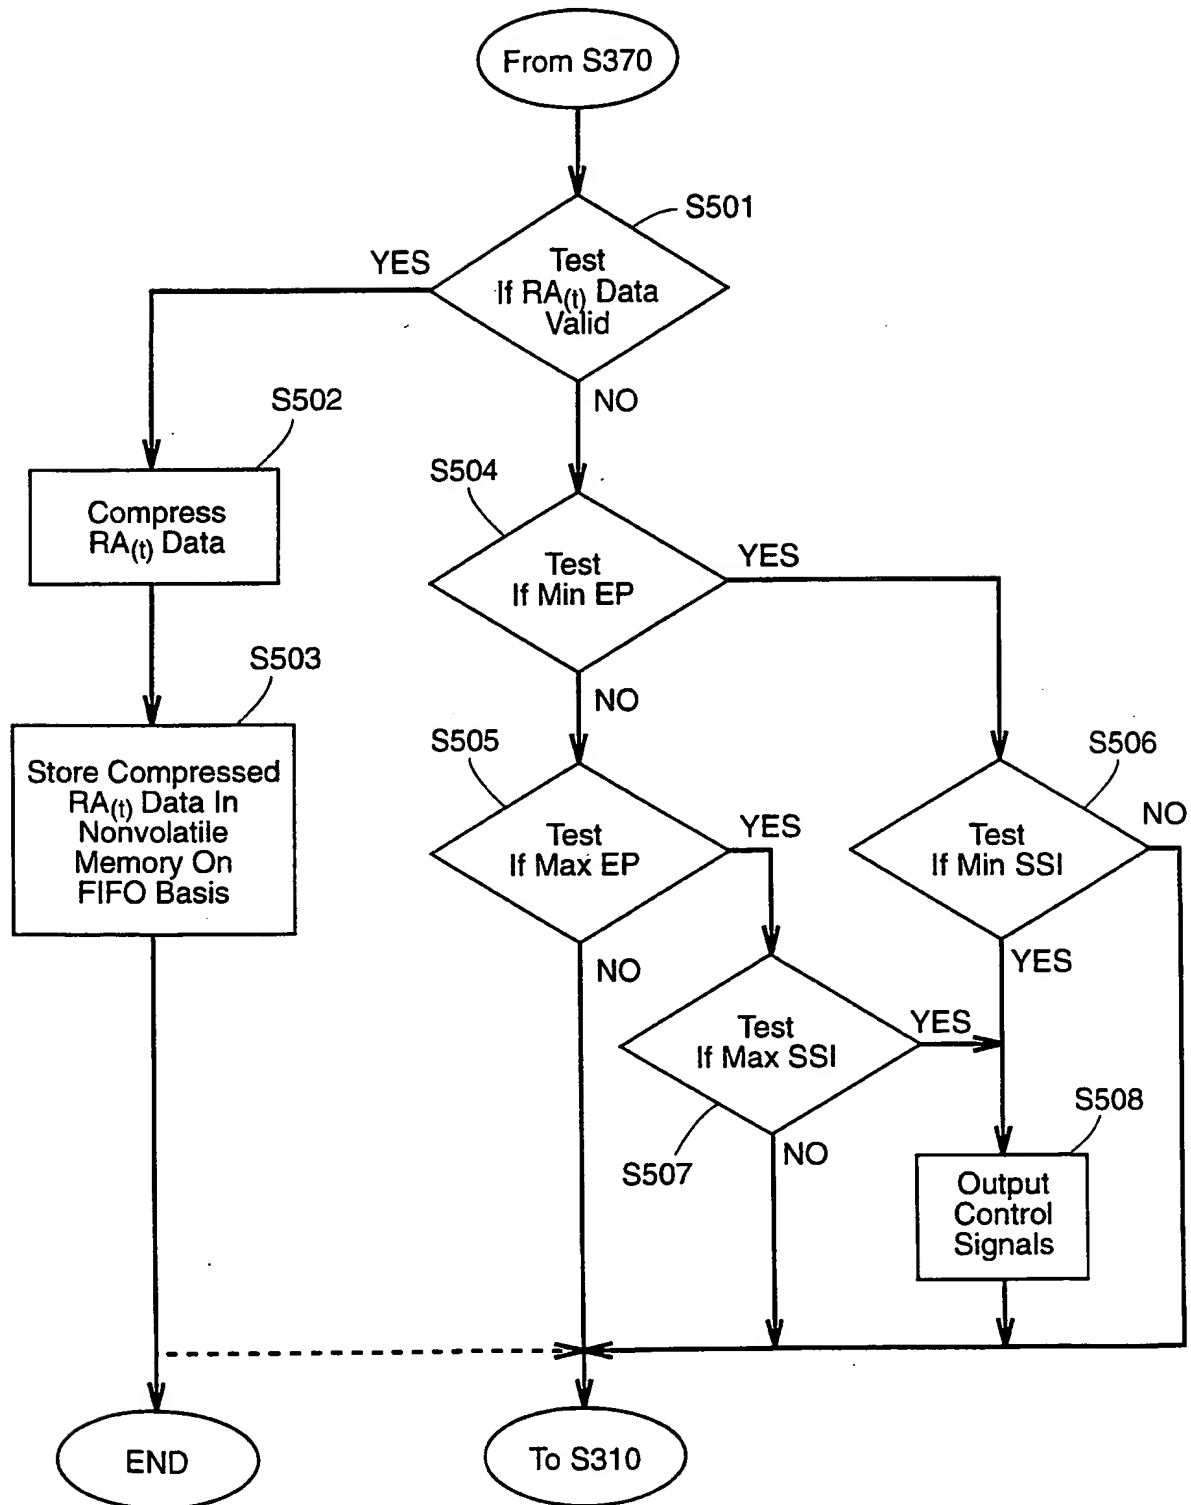 From S370
S501
YES
Test
If RA(t) Data
Valid
NO
S502
Compress
RA(t) Data
S504
Test
If Min EP
YES
NO
S503
Store Compressed
RA(t) Data In
Nonvolatile
Memory On
FIFO Basis
S505
Test
If Max EP
YES
NO
S506
Test
If Min SSI
NO
YES
Test
If Max SSI
YES
S507
NO
S508
Output
Control
Signals
END
To S310